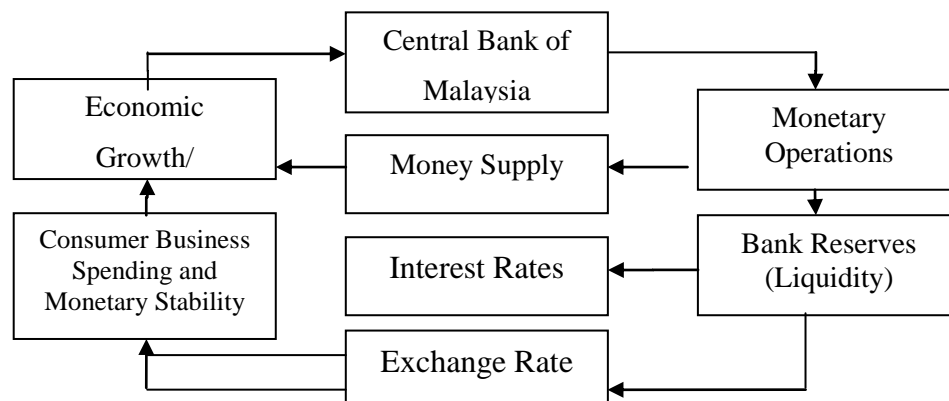 Central Bank of
Malaysia
Economic
Growth/
Monetary
Operations
Money Supply
Consumer Business
Spending and
Monetary Stability
Bank Reserves
(Liquidity)
Interest Rates
Exchange Rate